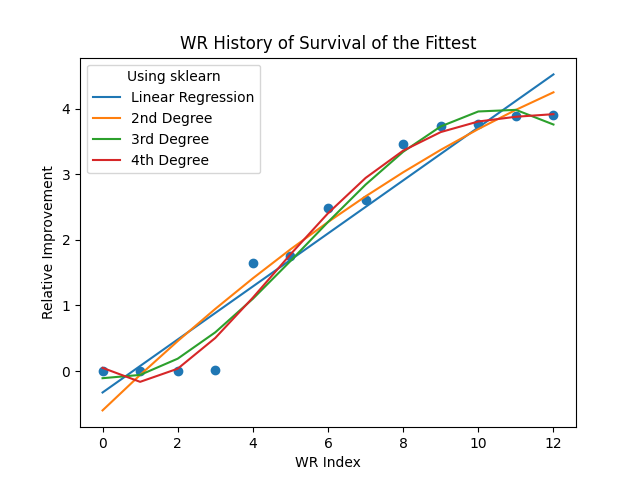 WR History of Survival of the Fittest
Using sklearn
Linear Regression
2nd Degree
3rd Degree
4th Degree
Relative Improvement
4
3
2
1
0
0 2 4 6 8 10 12
WR Index